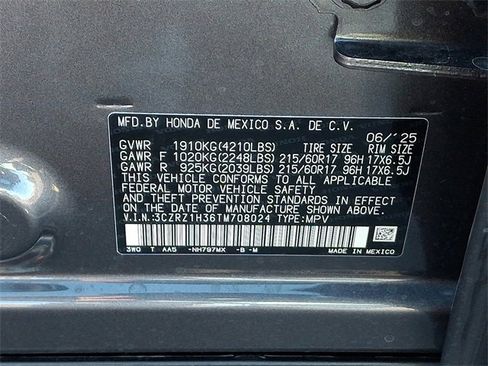 MFD.BY HONDA DE MEXICO S.A. DE C.V.
06/'25
GVWR 1910KG(4210LBS) TIRE SIZE RIM SIZE
GAWR F 1020KG(2248LBS) 215/60R17 96H 17X6.5J
GAWR R 925KG(2039LBS) 215/60R17 96H 17X6.5J
THIS VEHICLE CONFORMS TO ALL APPLICABLE
FEDERAL MOTOR VEHICLE SAFETY
AND THEFT PREVENTION STANDARDS IN EFFECT
ON THE DATE OF MANUFACTURE SHOWN ABOVE.
V.I.N.:3CZRZ1H36TM708024 TYPE:MPV
3W0 T AA5 -NH797MX -B -M
MADE IN MEXICO